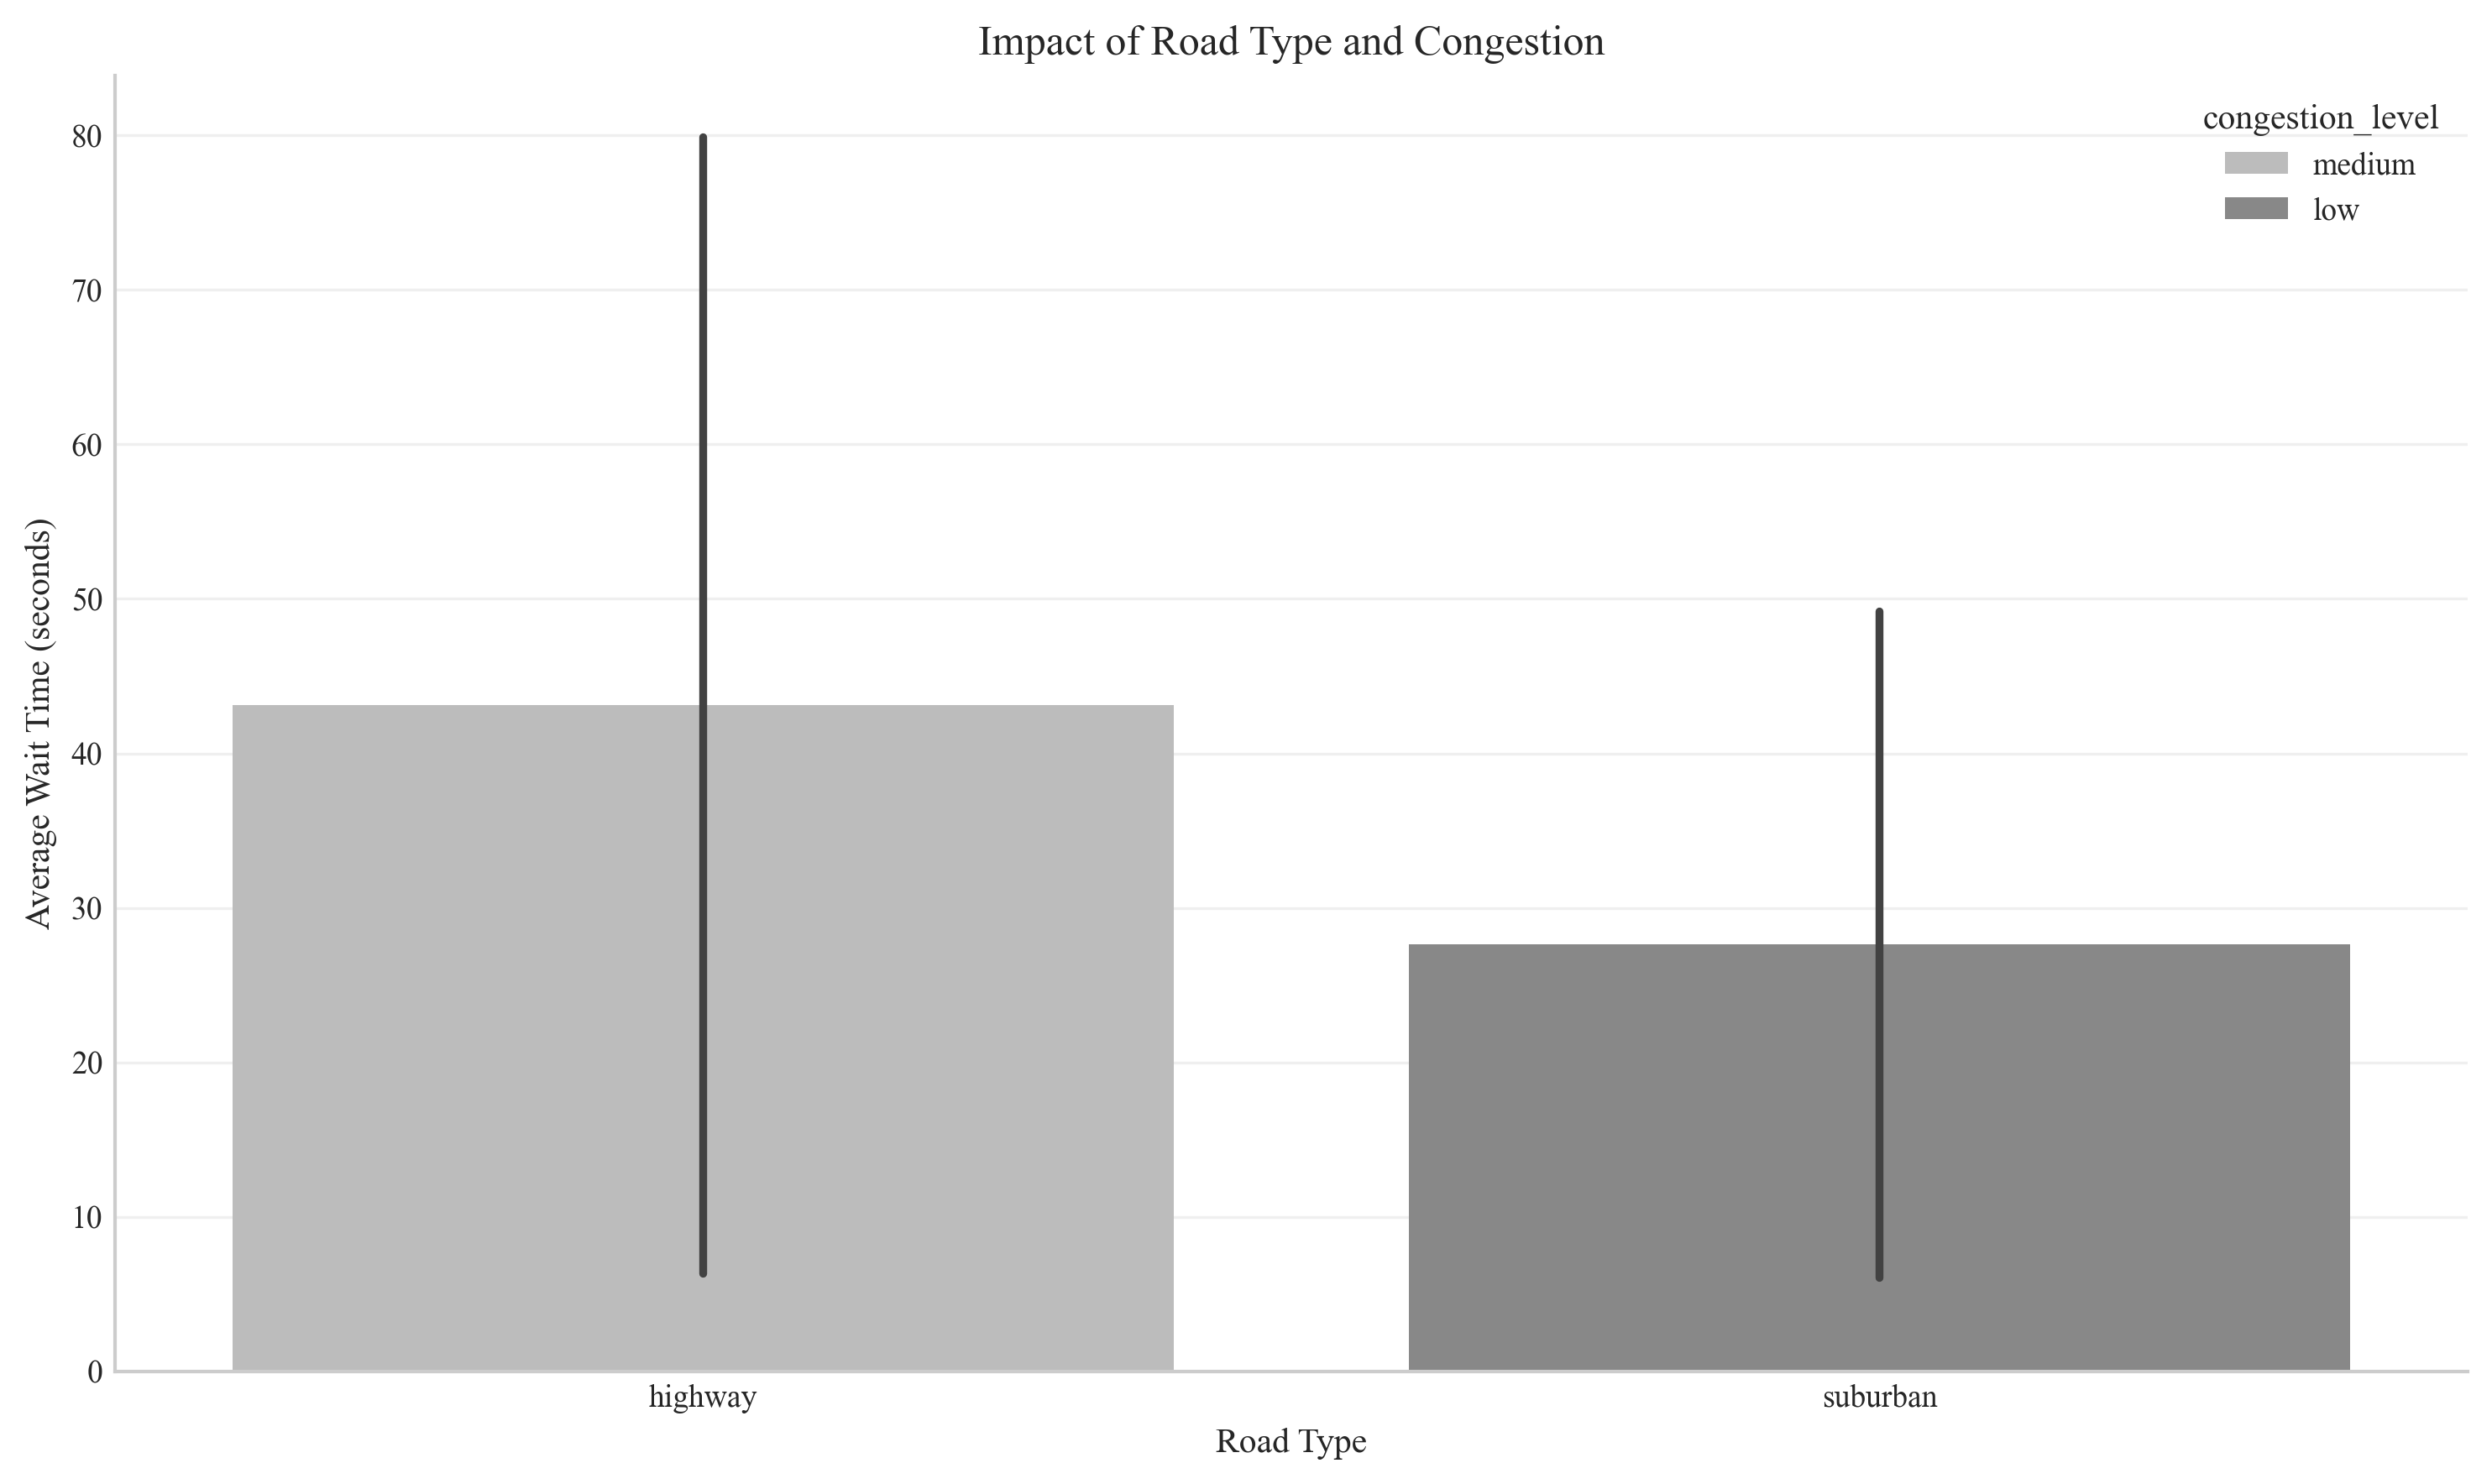 Impact of Road Type and Congestion
congestion_level
medium
low
Average Wait Time (seconds)
80
70
60
50
40
30
20
10
0
highway
suburban
Road Type